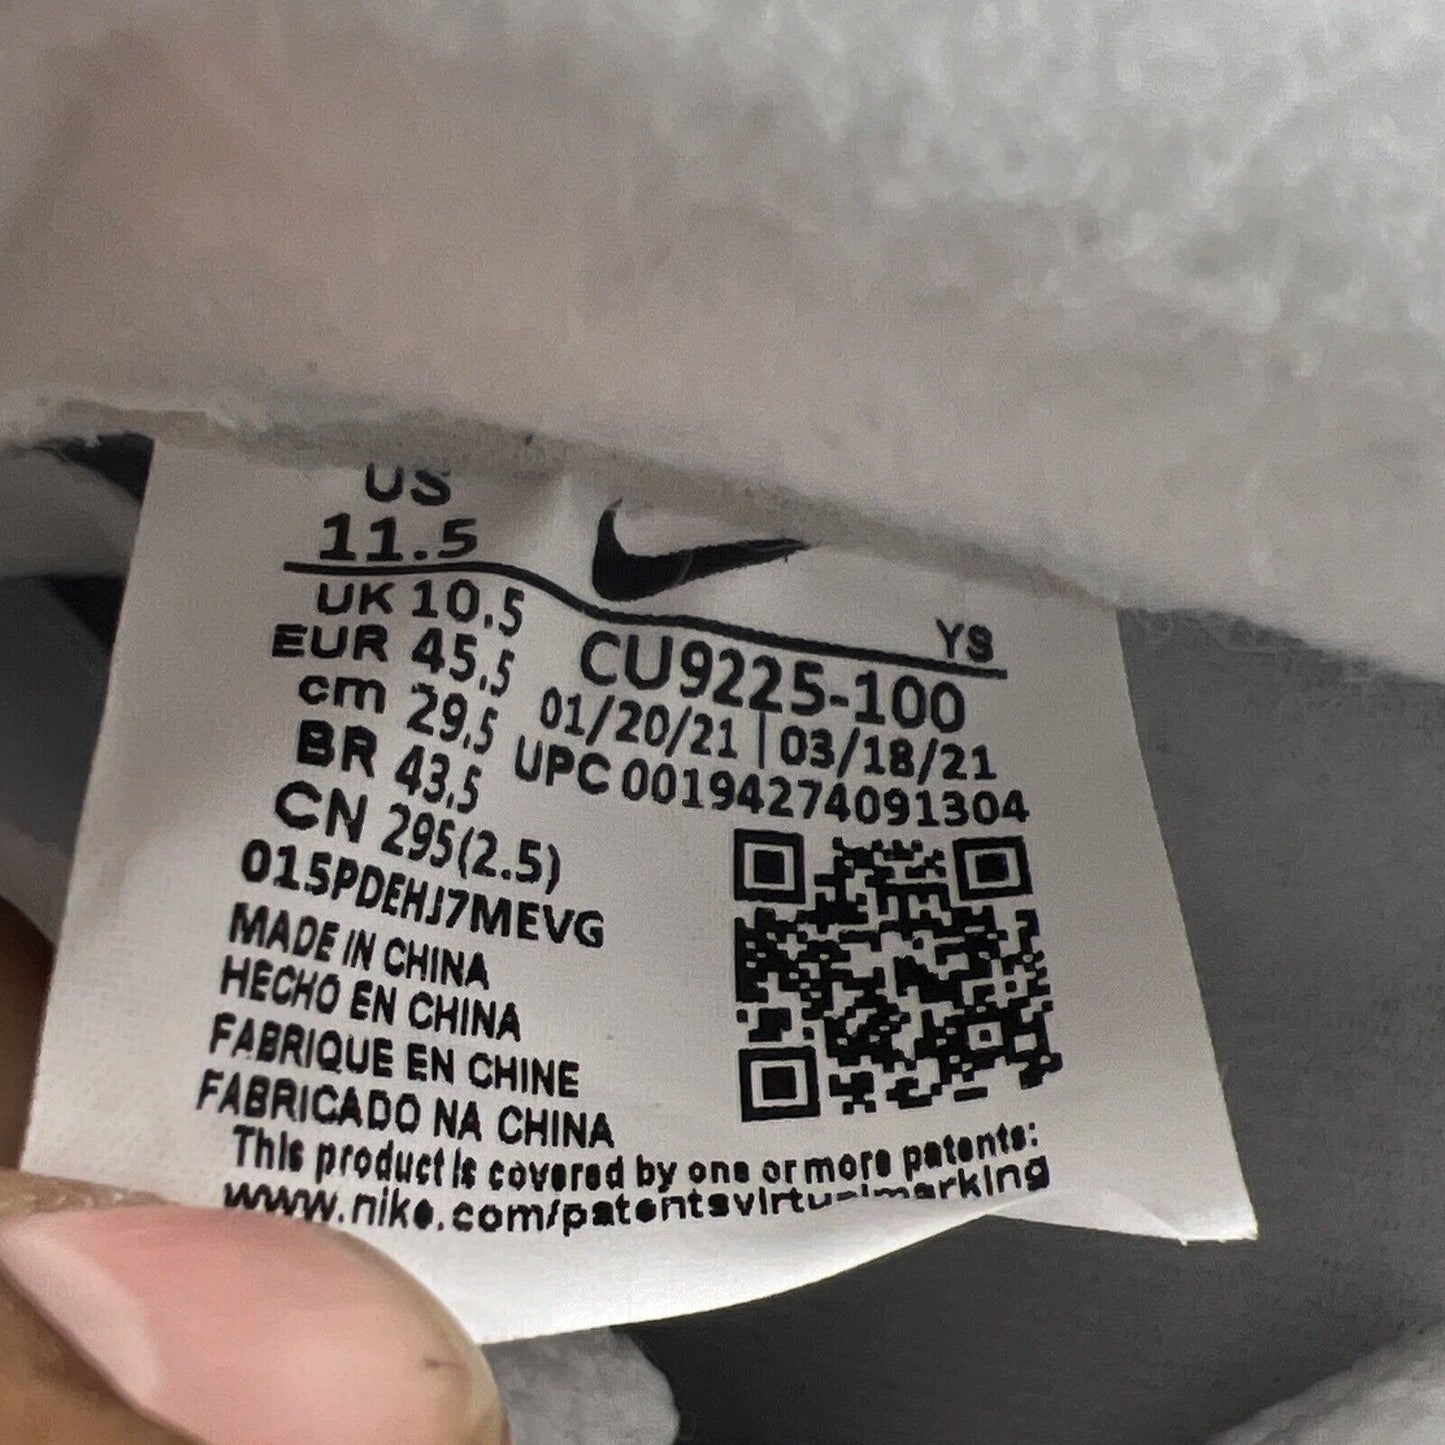 US
11.5
UK 10.5
EUR 45.5
cm 29.5
BR 43.5
CN 295(2.5)
YS
CU9225-100
01/20/21 | 03/18/21
UPC 00194274091304
015PDEHJ7MEVG
MADE IN CHINA
HECHO EN CHINA
FABRIQUE EN CHINE
FABRICADO NA CHINA
This product is covered by one or more patents:
www.nike.com/patentsvirtualmarking